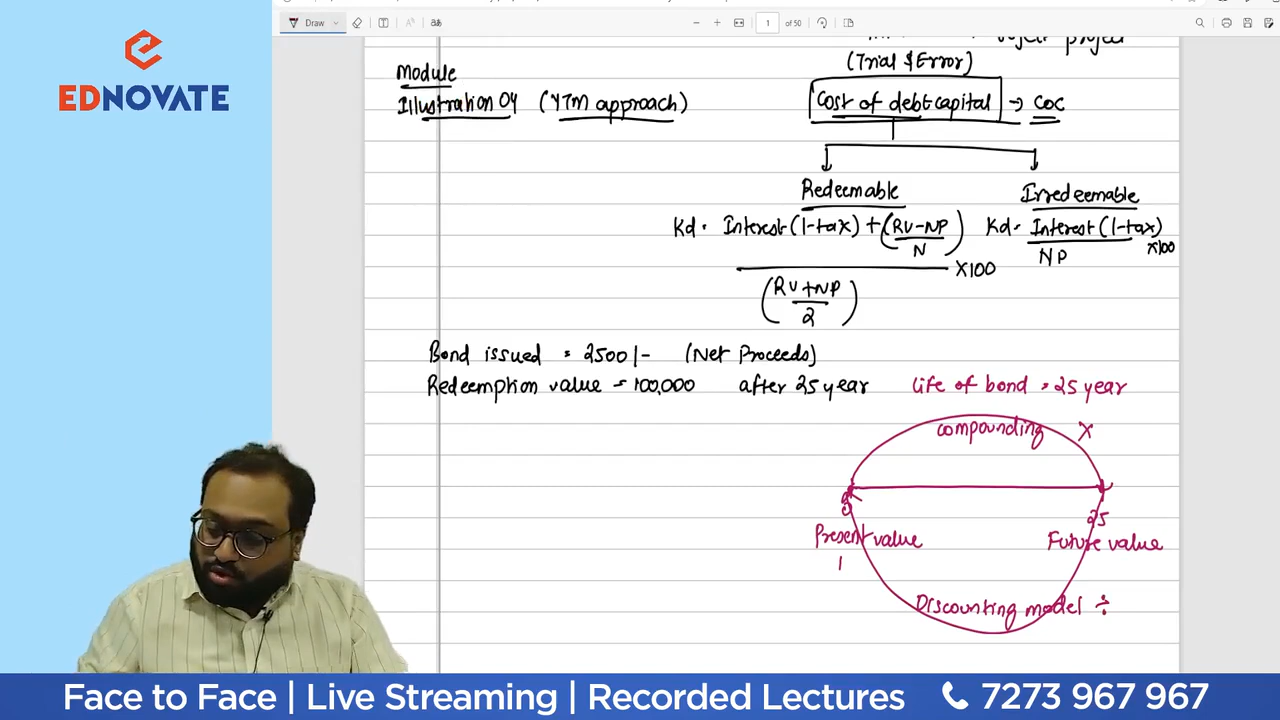 Draw
1
of 50
(Trial & Error)
Module
Illustration 04 (YTM approach)
Cost of debt capital → COC
Redeemable
Irredeemable
Kd = Interest (1-tax) + (RV-NP)
N
X100
(RV+NP)
2
Kd = Interest (1-tax)
NP
X100
Bond issued = 2500/- (Net Proceeds)
Redemption value = 100,000 after 25 year
life of bond = 25 year
compounding X
0
25
Present value
Future value
1
Discounting model ÷
EDNOVATE
Face to Face | Live Streaming | Recorded Lectures
7273 967 967